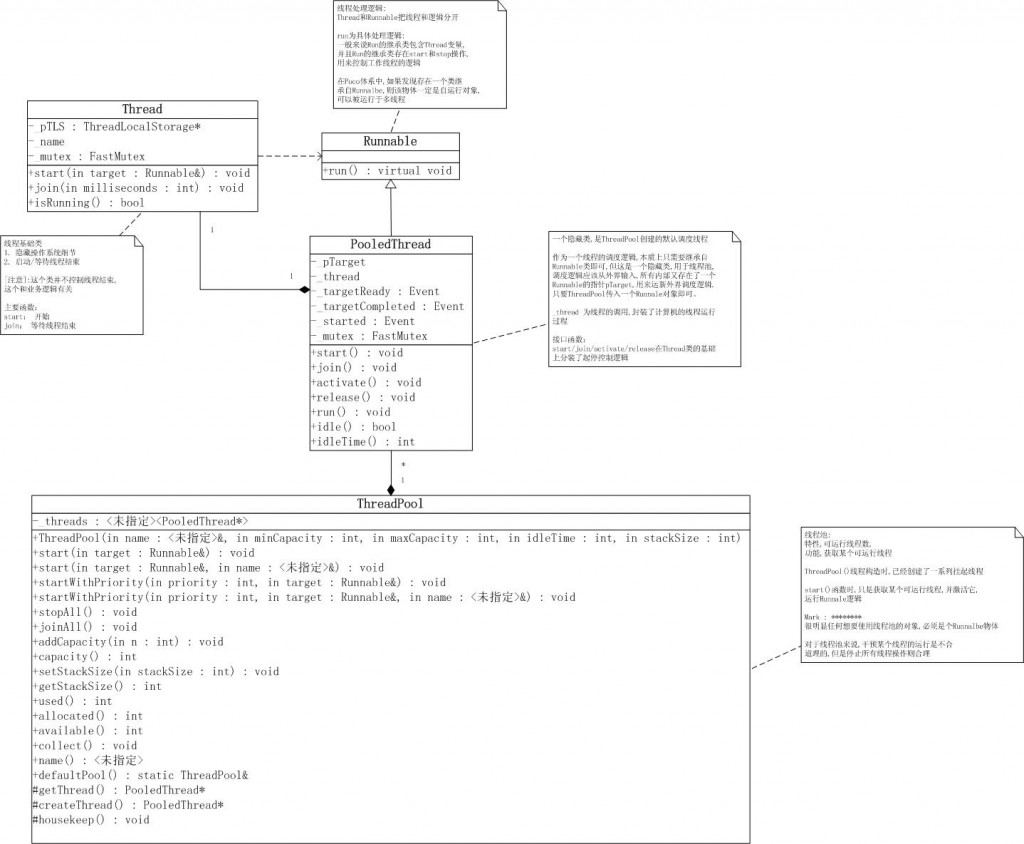 线程处理逻辑:
Thread和Runnable把线程和逻辑分开
run为具体处理逻辑:
一般来说Run的继承类包含Thread变量,
并且Run的继承类存在start和stop操作,
用来控制工作线程的逻辑
在Poco体系中,如果发现存在一个类继
承自Runnalbe,则该物体一定是自运行对象,
可以被运行于多线程
Thread
-_pTLS : ThreadLocalStorage*
-_name
-_mutex : FastMutex
+start(in target : Runnable&) : void
+join(in milliseconds : int) : void
+isRunning() : bool
Runnable
+run() : virtual void
线程基础类
1. 隐藏操作系统细节
2. 启动/等待线程结束
[注意]:这个类并不控制线程结束,
这个和业务逻辑有关
主要函数:
start: 开始
join: 等待线程结束
1
1
PooledThread
-_pTarget
-_thread
-_targetReady : Event
-_targetCompleted : Event
-_started : Event
-_mutex : FastMutex
+start() : void
+join() : void
+activate() : void
+release() : void
+run() : void
+idle() : bool
+idleTime() : int
一个隐藏类,是ThreadPool创建的默认调度线程
作为一个线程的调度逻辑,本质上只需要继承自
Runnable类即可,但这是一个隐藏类,用于线程池,
调度逻辑应该从外界输入,所有内部又存在了一个
Runnable的指针pTarget,用来运新外界调度逻辑,
只要ThreadPool传入一个Runnale对象即可。
_thread 为线程的调用,封装了计算机的线程运行
过程
接口函数:
start/join/activate/release在Thread类的基础
上分装了起停控制逻辑
*
1
ThreadPool
-_threads : <未指定><PooledThread*>
+ThreadPool(in name : <未指定>&, in minCapacity : int, in maxCapacity : int, in idleTime : int, in stackSize : int)
+start(in target : Runnable&) : void
+start(in target : Runnable&, in name : <未指定>&) : void
+startWithPriority(in priority : int, in target : Runnable&) : void
+startWithPriority(in priority : int, in target : Runnable&, in name : <未指定>&) : void
+stopAll() : void
+joinAll() : void
+addCapacity(in n : int) : void
+capacity() : int
+setStackSize(in stackSize : int) : void
+getStackSize() : int
+used() : int
+allocated() : int
+available() : int
+collect() : void
+name() : <未指定>
+defaultPool() : static ThreadPool&
#getThread() : PooledThread*
#createThread() : PooledThread*
#housekeep() : void
线程池:
特性,可运行线程数,
功能,获取某个可运行线程
ThreadPool()线程构造时,已经创建了一系列挂起线程
start()函数时,只是获取某个可运行线程,并激活它,
运行Runnale逻辑
Mark : ********
很明显任何想要使用线程池的对象,必须是个Runnalbe物体
对于线程池来说,干预某个线程的运行是不合
道理的,但是停止所有线程操作则合理